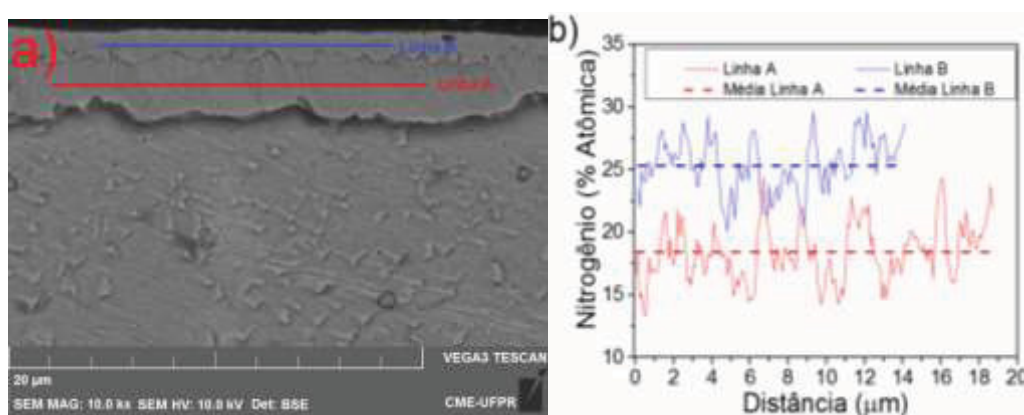 a)
Linha B
Linha A
VEGA3 TESCAN
20 µm
SEM MAG: 10.0 kx SEM HV: 10.0 kV Det: BSE
CME-UFPR
b)
Nitrogênio (% Atômica)
35
30
25
20
15
10
Linha A
Linha B
Média Linha A
Média Linha B
0 2 4 6 8 10 12 14 16 18 20
Distância (µm)